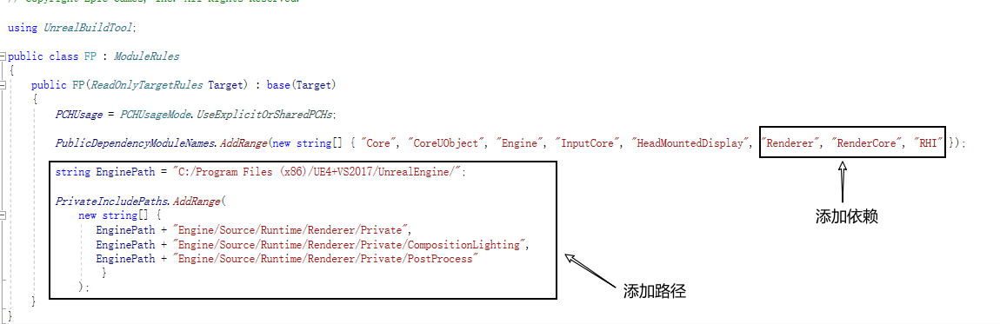 // Copyright Epic Games, Inc. All Rights Reserved.
using UnrealBuildTool;
public class FP : ModuleRules
{
public FP(ReadOnlyTargetRules Target) : base(Target)
{
PCHUsage = PCHUsageMode.UseExplicitOrSharedPCHs;
PublicDependencyModuleNames.AddRange(new string[] { "Core", "CoreUObject", "Engine", "InputCore", "HeadMountedDisplay", "Renderer", "RenderCore", "RHI" });
string EnginePath = "C:/Program Files (x86)/UE4+VS2017/UnrealEngine/";
PrivateIncludePaths.AddRange(
new string[] {
EnginePath + "Engine/Source/Runtime/Renderer/Private",
EnginePath + "Engine/Source/Runtime/Renderer/Private/CompositionLighting",
EnginePath + "Engine/Source/Runtime/Renderer/Private/PostProcess"
}
);
}
}
添加依赖
添加路径